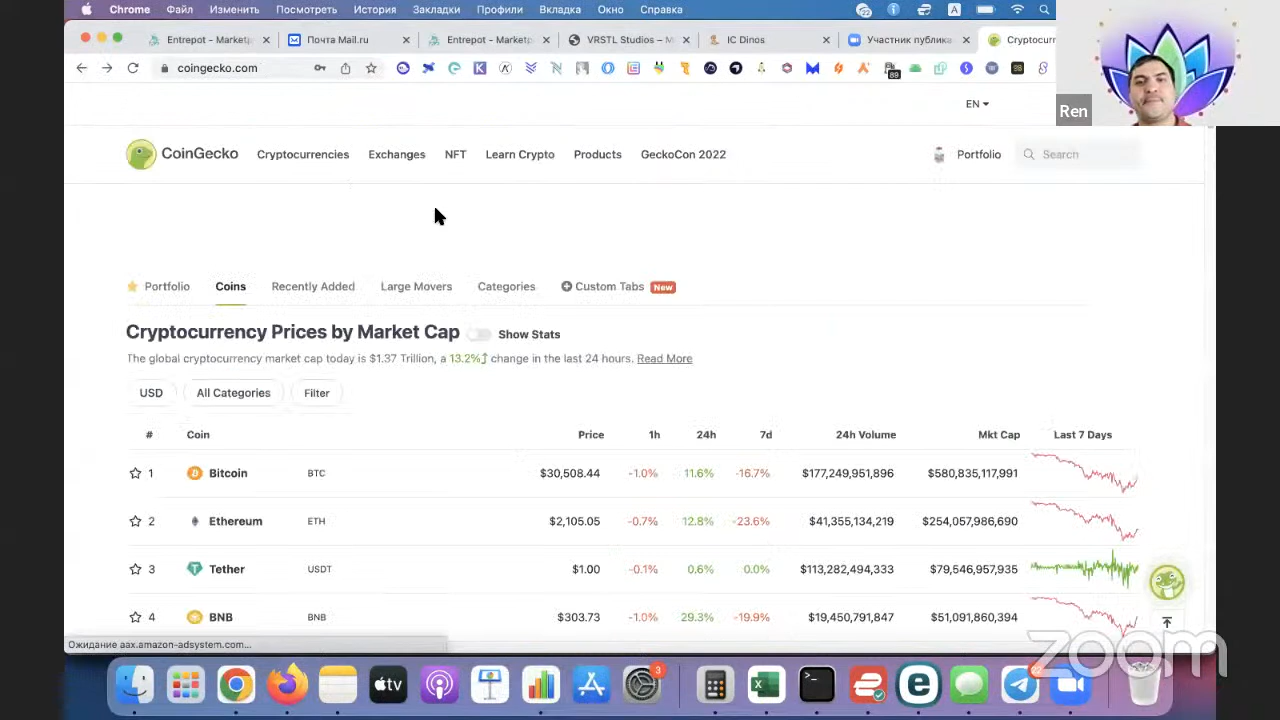 Chrome Файл Изменить Посмотреть История Закладки Профили Вкладка Окно Справка A
Entrepot - Marketp Почта Mail.ru Entrepot - Marketp VRSTL Studios – M IC Dinos Участник публика Cryptocurr
coingecko.com 89
Ren
EN
CoinGecko Cryptocurrencies Exchanges NFT Learn Crypto Products GeckoCon 2022 Portfolio Search
Portfolio Coins Recently Added Large Movers Categories Custom Tabs New
Cryptocurrency Prices by Market Cap Show Stats
The global cryptocurrency market cap today is $1.37 Trillion, a 13.2% change in the last 24 hours. Read More
USD All Categories Filter
# Coin Price 1h 24h 7d 24h Volume Mkt Cap Last 7 Days
1 Bitcoin BTC $30,508.44 -1.0% 11.6% -16.7% $177,249,951,896 $580,835,117,991
2 Ethereum ETH $2,105.05 -0.7% 12.8% -23.6% $41,355,134,219 $254,057,986,690
3 Tether USDT $1.00 -0.1% 0.6% 0.0% $113,282,494,333 $79,546,957,935
4 BNB BNB $303.73 -1.0% 29.3% -19.9% $19,450,791,847 $51,091,860,394
Ожидание aax.amazon-adsystem.com...
zoom
tv 3